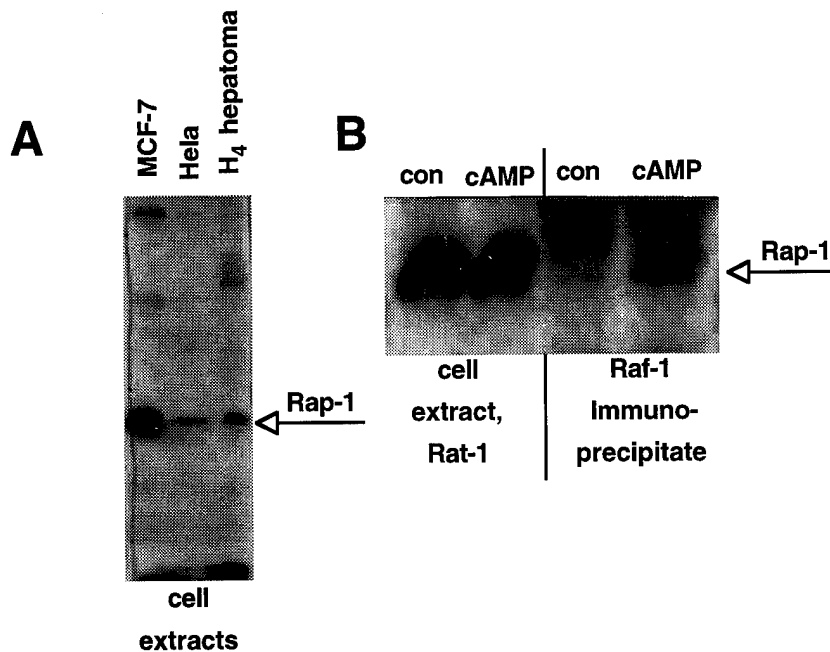 A
MCF-7
Hela
H4 hepatoma
Rap-1
cell
extracts
B
con cAMP con cAMP
Rap-1
cell
extract,
Rat-1
Raf-1
Immuno-
precipitate